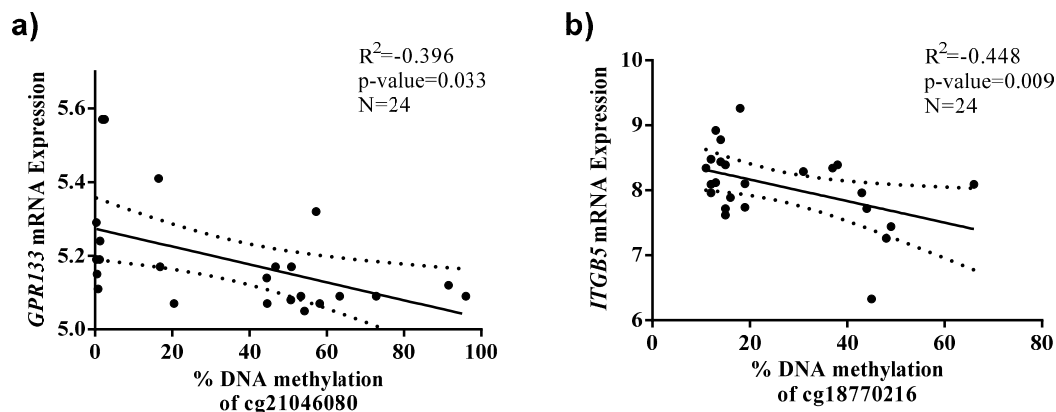 a)
R²=-0.396
p-value=0.033
N=24
GPR133 mRNA Expression
5.6
5.4
5.2
5.0
0
20
40
60
80
100
% DNA methylation
of cg21046080
b)
R²=-0.448
p-value=0.009
N=24
ITGB5 mRNA Expression
10
9
8
7
6
0
20
40
60
80
% DNA methylation
of cg18770216